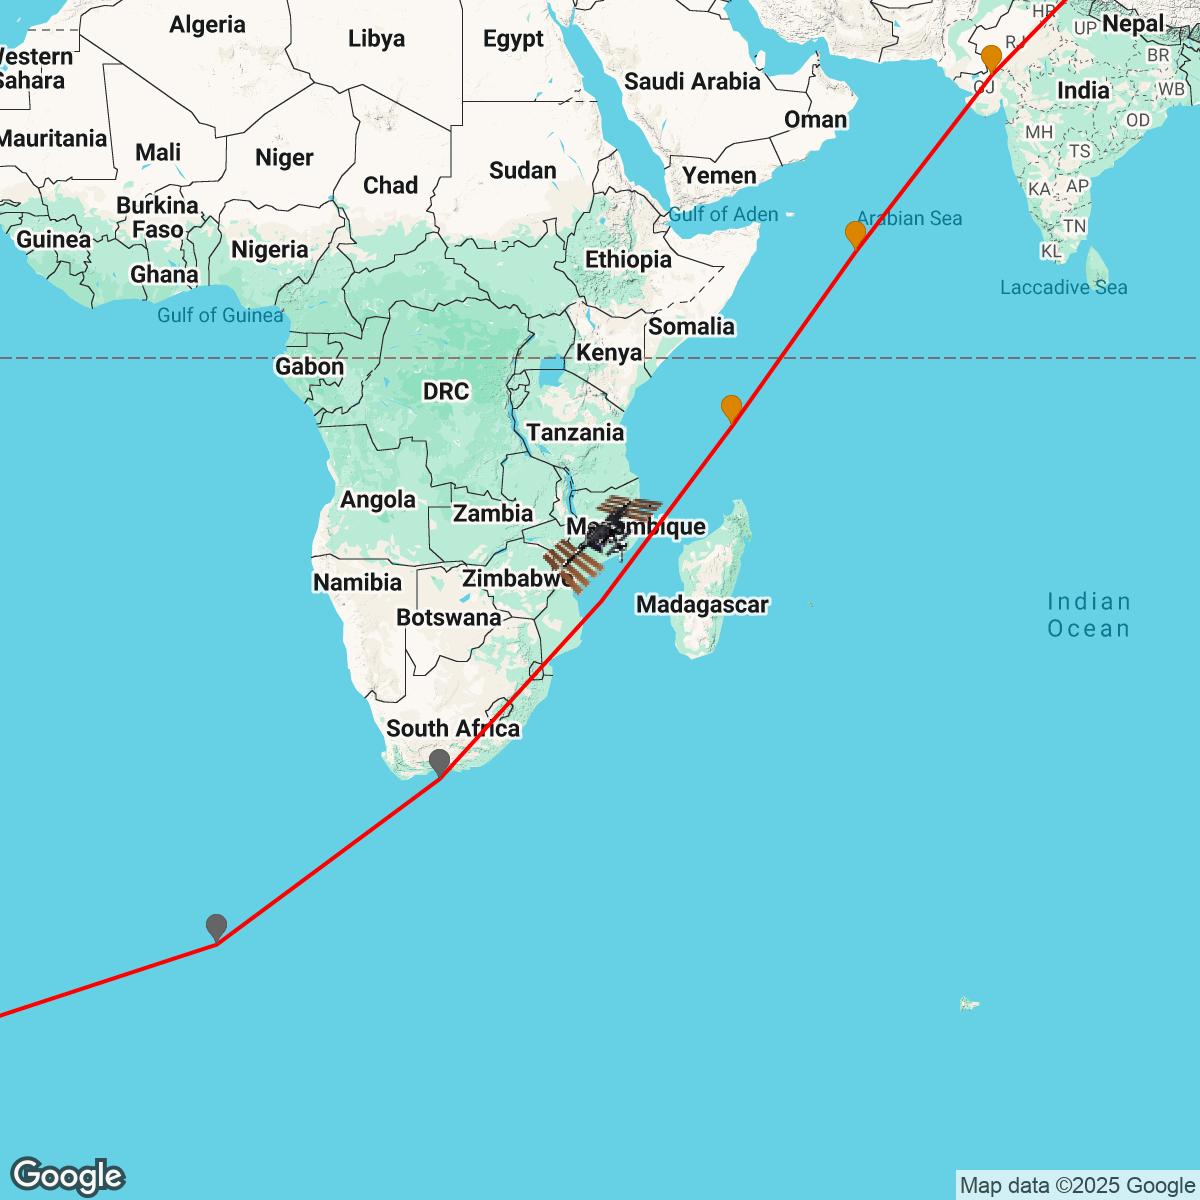 Algeria
Libya
Egypt
HR
Nepal
UP
RJ
BR
Western
Sahara
Saudi Arabia
GJ
India
WB
Oman
OD
Mauritania
Mali
Niger
MH
TS
Sudan
Yemen
Chad
KA
AP
Burkina
Faso
Gulf of Aden
Arabian Sea
TN
Guinea
Nigeria
KL
Ethiopia
Ghana
Laccadive Sea
Gulf of Guinea
Somalia
Kenya
Gabon
DRC
Tanzania
Angola
Zambia
Mozambique
Namibia
Zimbabwe
Botswana
Madagascar
Indian
Ocean
South Africa
Google
Map data ©2025 Google